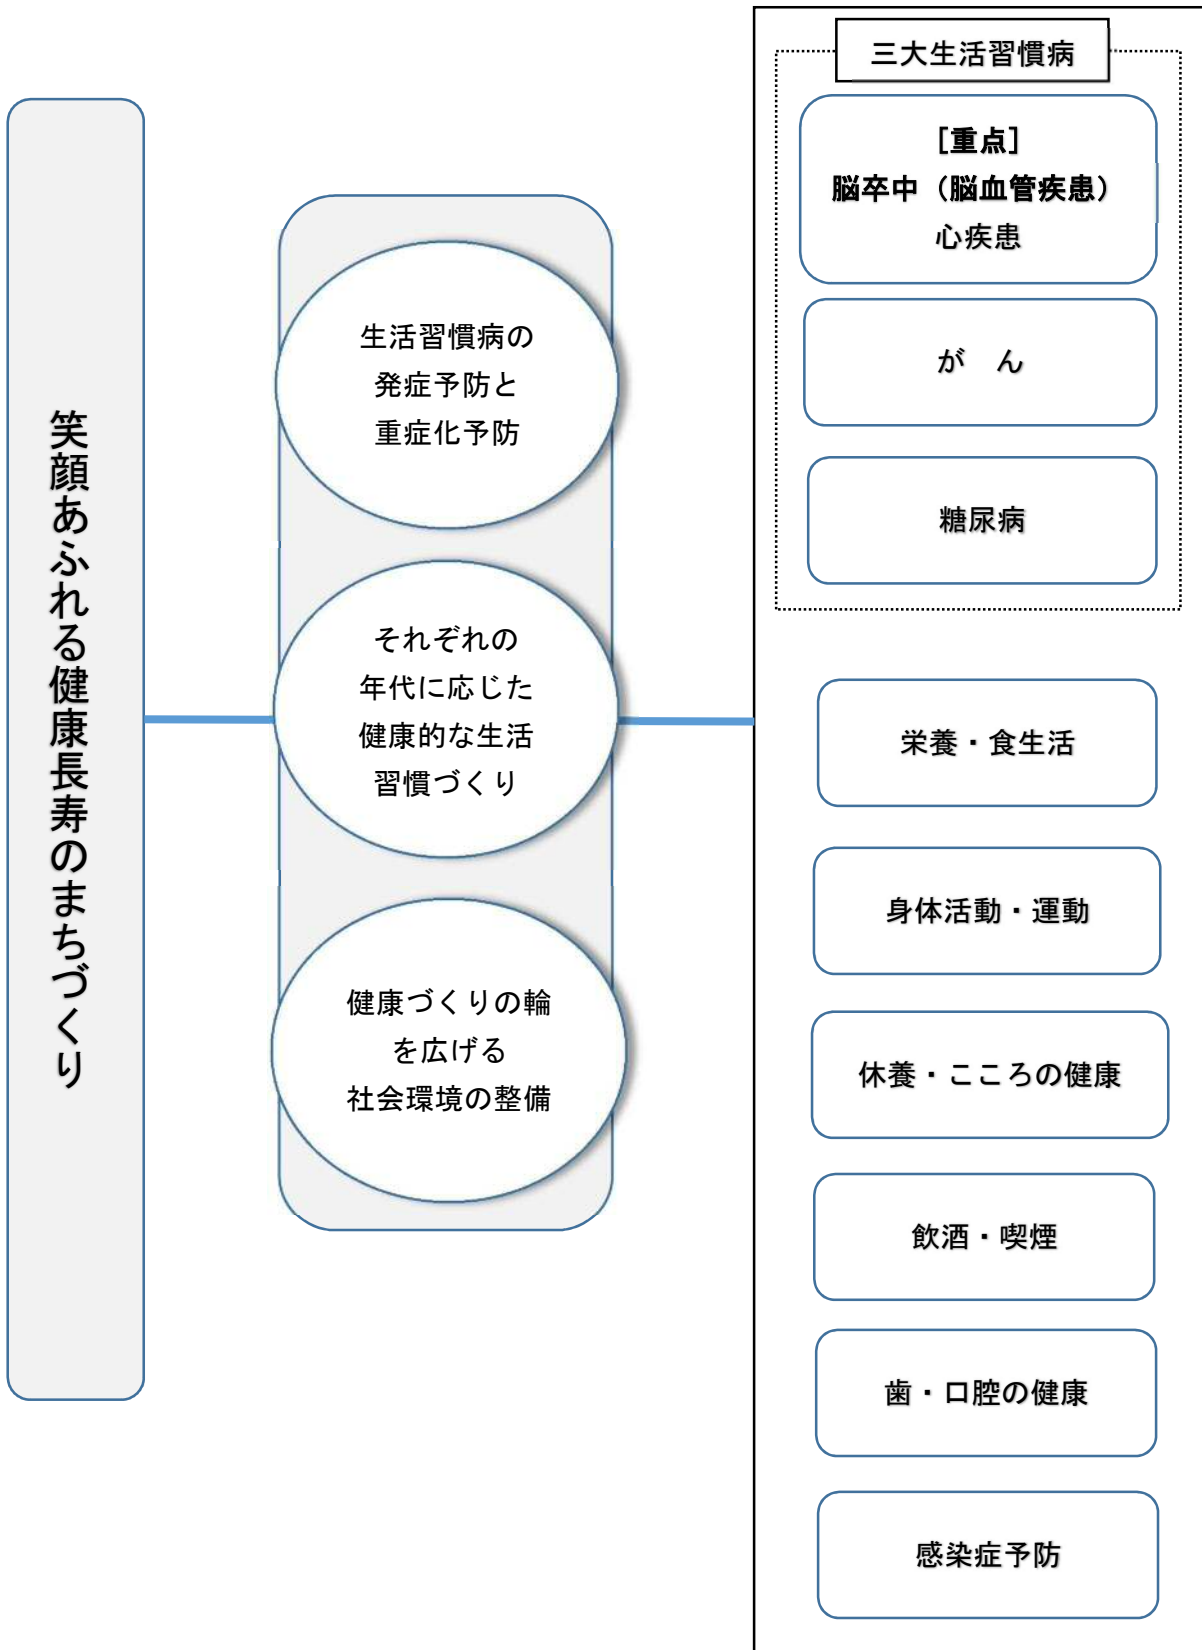 笑顔あふれる健康長寿のまちづくり
生活習慣病の
発症予防と
重症化予防
それぞれの
年代に応じた
健康的な生活
習慣づくり
健康づくりの輪
を広げる
社会環境の整備
三大生活習慣病
[重点]
脳卒中（脳血管疾患）
心疾患
が　ん
糖尿病
栄養・食生活
身体活動・運動
休養・こころの健康
飲酒・喫煙
歯・口腔の健康
感染症予防